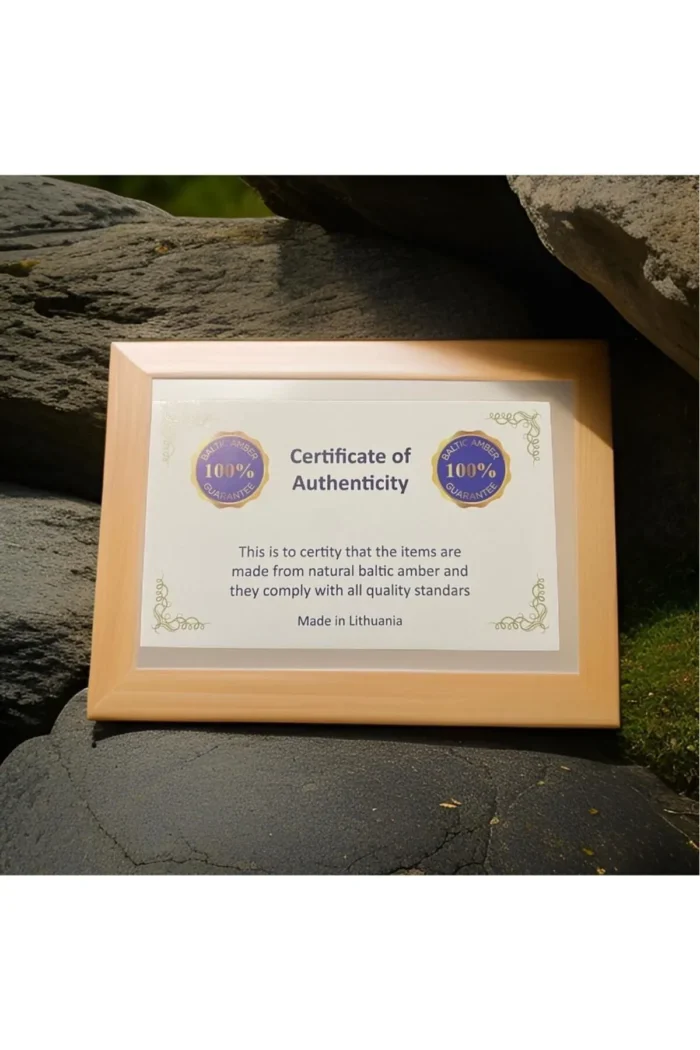 Certificate of
Authenticity
BALTIC AMBER
100%
GUARANTEE
BALTIC AMBER
100%
GUARANTEE
This is to certity that the items are
made from natural baltic amber and
they comply with all quality standars
Made in Lithuania